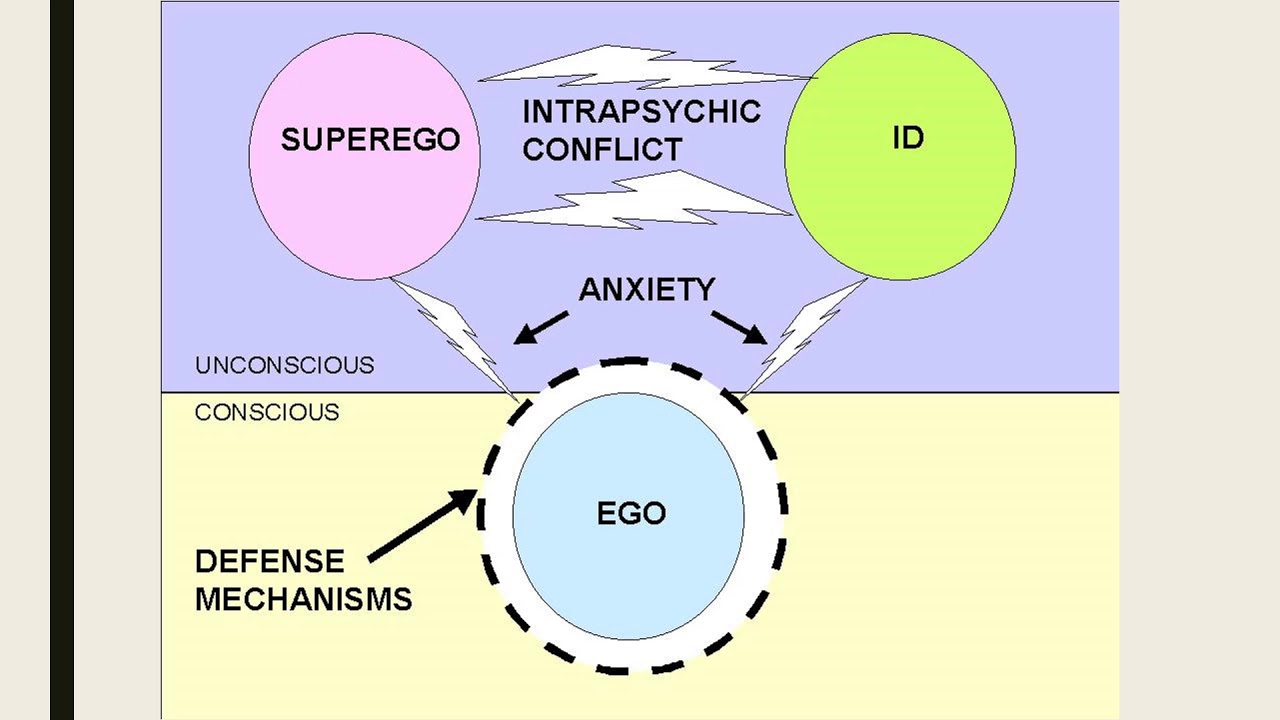 SUPEREGO
INTRAPSYCHIC
CONFLICT
ID
ANXIETY
UNCONSCIOUS
CONSCIOUS
EGO
DEFENSE
MECHANISMS